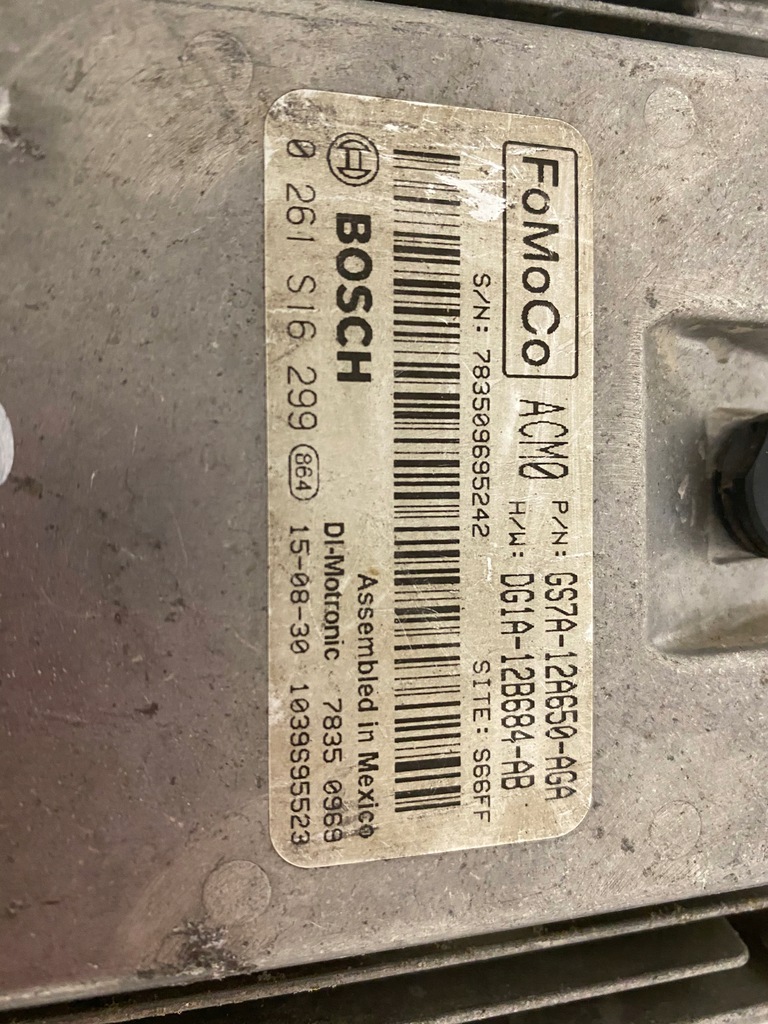 FoMoCo ACM0 P/N: GS7A-12A650-AGA
H/W: DG1A-12B684-AB
S/N: 783509695242 SITE: S66FF
BOSCH Assembled in Mexico
DI-Motronic 7835 0969
0 261 S16 299 864 15-08-30 1039S95523